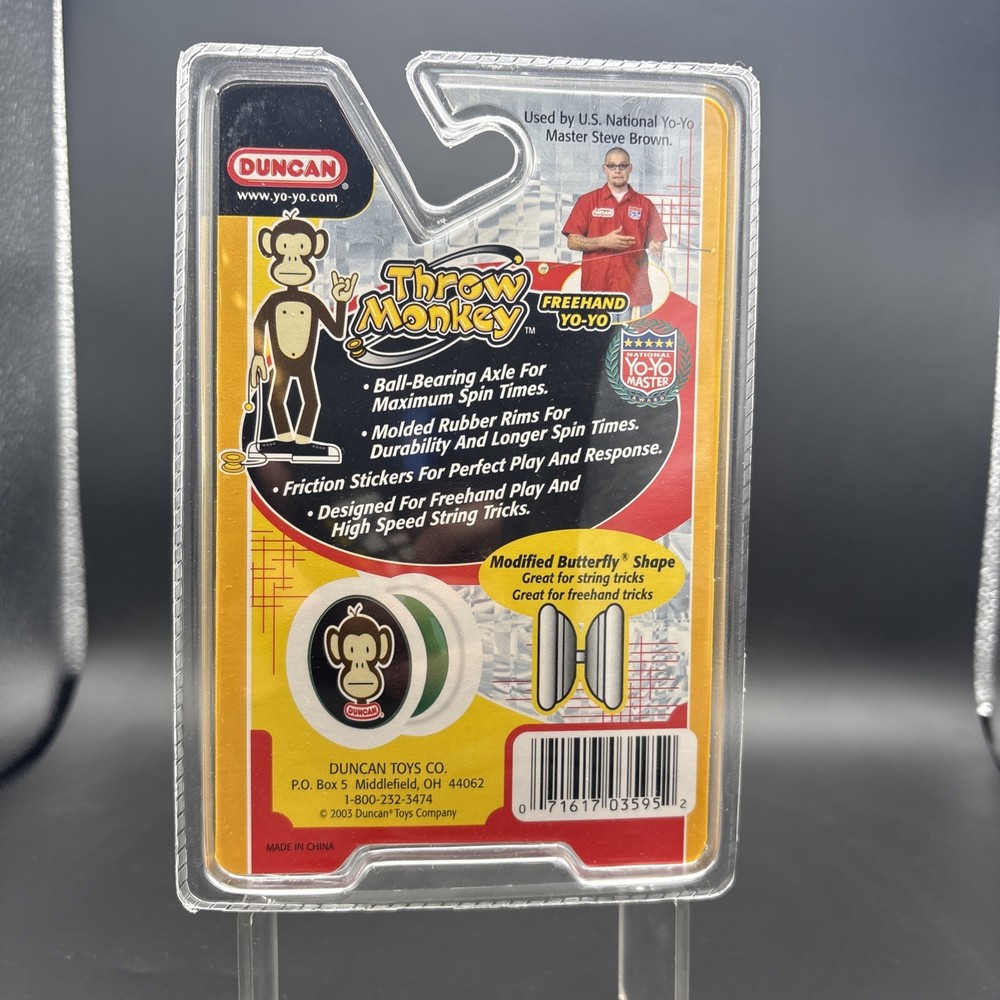 Used by U.S. National Yo-Yo
Master Steve Brown.
DUNCAN®
www.yo-yo.com
Throw
Monkey™
FREEHAND
YO-YO
NATIONAL
Yo-Yo
MASTER
AWARD
• Ball-Bearing Axle For
Maximum Spin Times.
• Molded Rubber Rims For
Durability And Longer Spin Times.
• Friction Stickers For Perfect Play And Response.
• Designed For Freehand Play And
High Speed String Tricks.
Modified Butterfly® Shape
Great for string tricks
Great for freehand tricks
DUNCAN
DUNCAN TOYS CO.
P.O. Box 5 Middlefield, OH 44062
1-800-232-3474
© 2003 Duncan® Toys Company
0 71617 03595 2
MADE IN CHINA